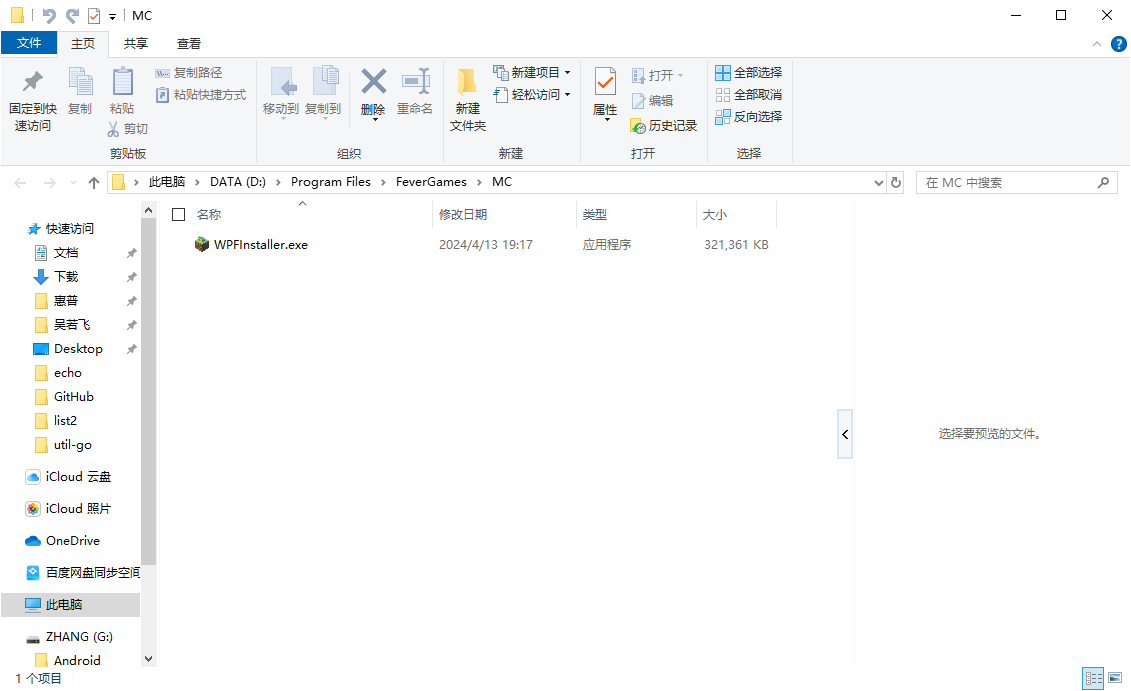 MC
文件 主页 共享 查看
固定到快
速访问
复制
粘贴
复制路径
粘贴快捷方式
剪切
剪贴板
移动到
复制到
删除
重命名
组织
新建
文件夹
新建项目
轻松访问
新建
属性
打开
编辑
历史记录
打开
全部选择
全部取消
反向选择
选择
此电脑 DATA (D:) Program Files FeverGames MC
在 MC 中搜索
快速访问
文档
下载
惠普
吴若飞
Desktop
echo
GitHub
list2
util-go
iCloud 云盘
iCloud 照片
OneDrive
百度网盘同步空间
此电脑
ZHANG (G:)
Android
名称 修改日期 类型 大小
WPFInstaller.exe 2024/4/13 19:17 应用程序 321,361 KB
选择要预览的文件。
1 个项目